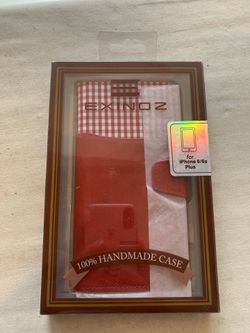 EXINOZ
for
iPhone 6/6s
Plus
100% HANDMADE CASE